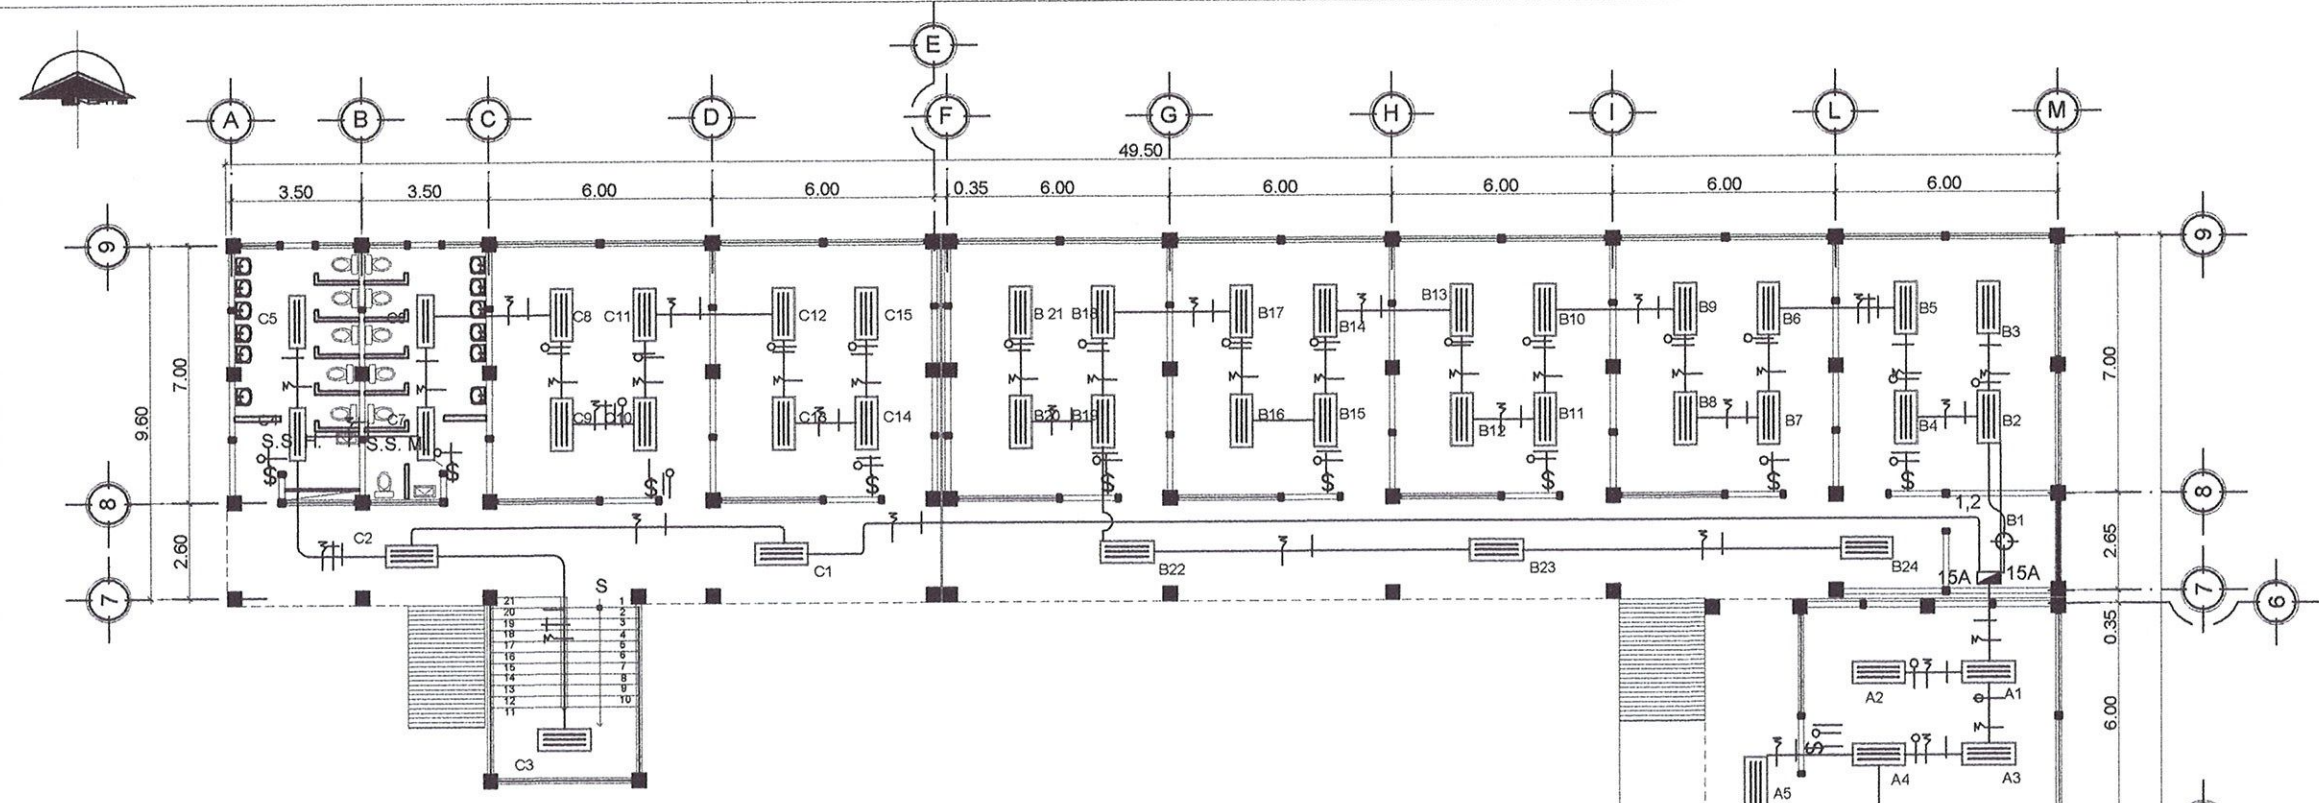 E
A B C D F G H I L M
49.50
3.50 3.50 6.00 6.00 0.35 6.00 6.00 6.00 6.00 6.00
9 9
C5 C8 C11 C12 C15 B 21 B18 B17 B14 B13 B10 B9 B6 B5 B3
7.00 7.00
9.60
C7 C9 C10 C13 C14 B20 B19 B16 B15 B12 B11 B8 B7 B4 B2
S.S. H. S.S. M.
$ $ $ $ $ $ $ $ $
8 1,2 8
C2 B1
2.60 2.65
C1 B22 B23 B24
15A 15A
7 7 6
S
21 1
20 2
19 3
18 4
17 5
16 6
15 7
14 8
13 9
12 10
11
0.35
A2 A1
6.00
$
C3 A5 A4 A3